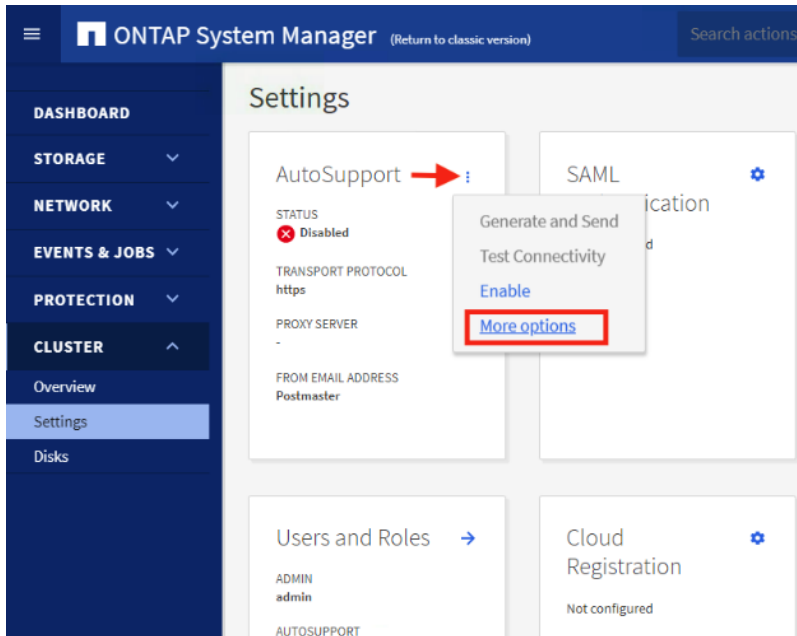 ONTAP System Manager (Return to classic version)
Search actions
DASHBOARD
STORAGE
NETWORK
EVENTS & JOBS
PROTECTION
CLUSTER
Overview
Settings
Disks
Settings
AutoSupport
STATUS
Disabled
TRANSPORT PROTOCOL
https
PROXY SERVER
-
FROM EMAIL ADDRESS
Postmaster
Generate and Send
Test Connectivity
Enable
More options
SAML
ication
d
Users and Roles
ADMIN
admin
AUTOSUPPORT
Cloud
Registration
Not configured